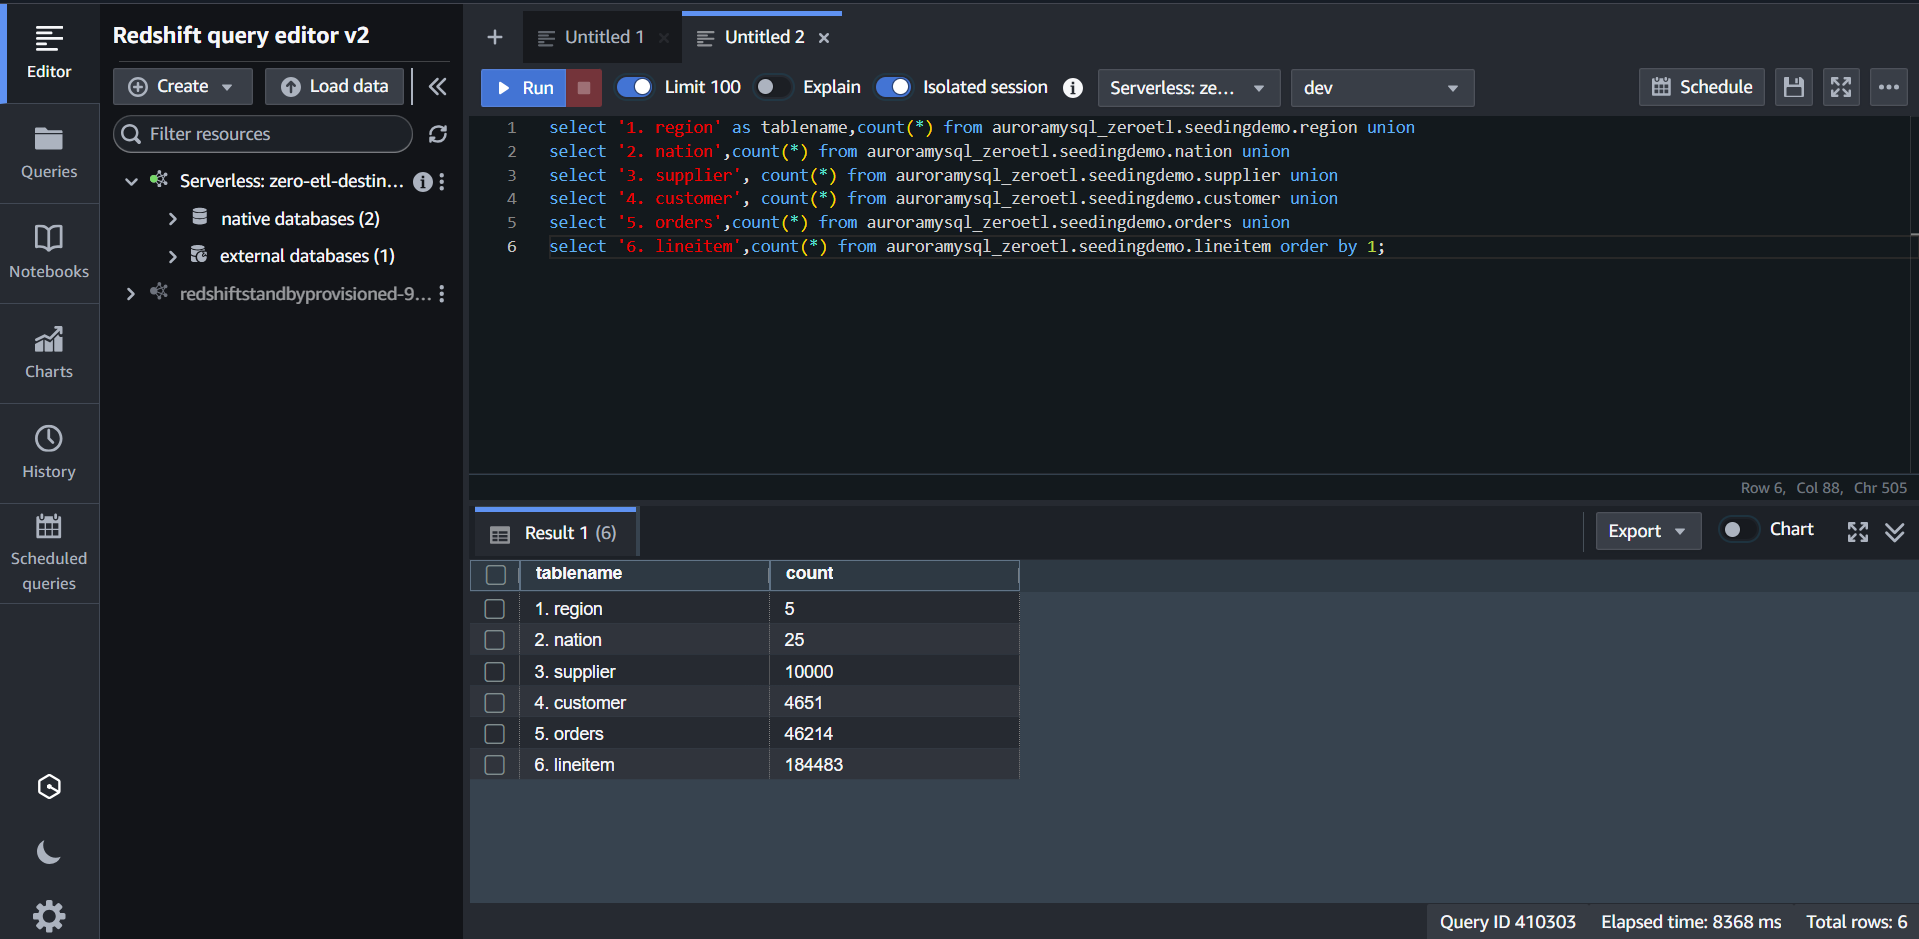 Editor
Queries
Notebooks
Charts
History
Scheduled
queries
Redshift query editor v2
Create
Load data
Filter resources
Serverless: zero-etl-destin...
native databases (2)
external databases (1)
redshiftstandbyprovisioned-9...
Untitled 1
Untitled 2
Run
Limit 100
Explain
Isolated session
Serverless: ze...
dev
Schedule
1 select '1. region' as tablename,count(*) from auroramysql_zeroetl.seedingdemo.region union
2 select '2. nation',count(*) from auroramysql_zeroetl.seedingdemo.nation union
3 select '3. supplier', count(*) from auroramysql_zeroetl.seedingdemo.supplier union
4 select '4. customer', count(*) from auroramysql_zeroetl.seedingdemo.customer union
5 select '5. orders',count(*) from auroramysql_zeroetl.seedingdemo.orders union
6 select '6. lineitem',count(*) from auroramysql_zeroetl.seedingdemo.lineitem order by 1;
Row 6, Col 88, Chr 505
Result 1 (6)
Export
Chart
tablename count
1. region 5
2. nation 25
3. supplier 10000
4. customer 4651
5. orders 46214
6. lineitem 184483
Query ID 410303 Elapsed time: 8368 ms Total rows: 6